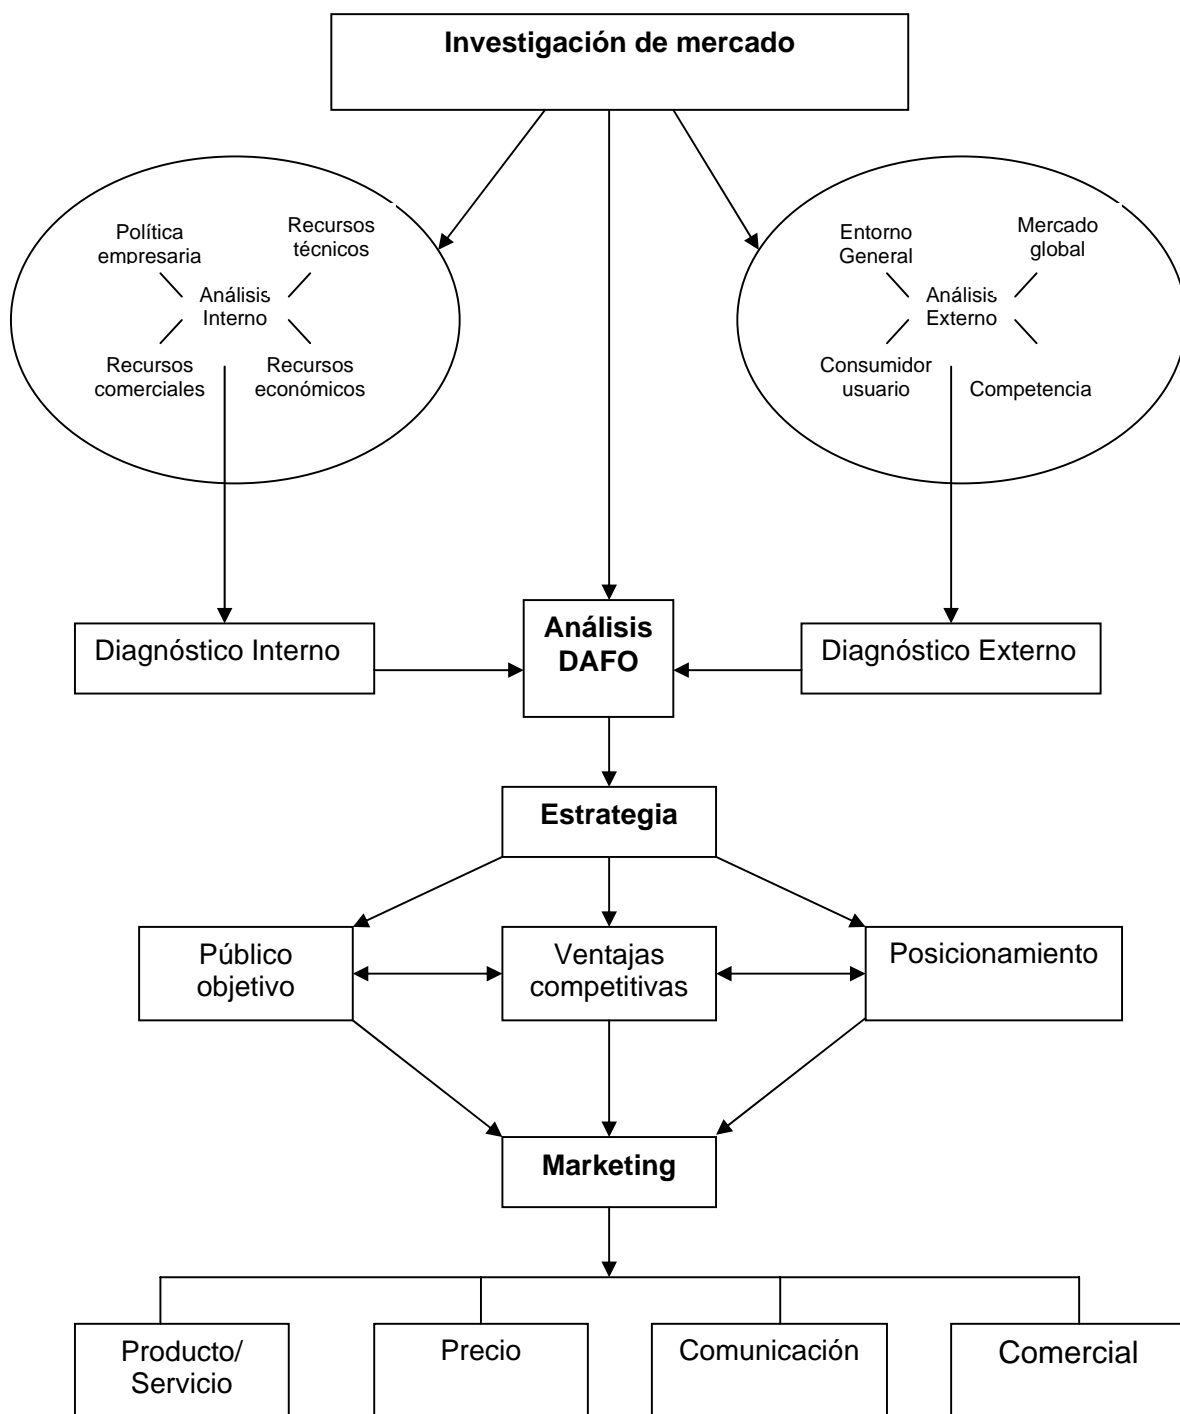 Investigación de mercado
Política
empresaria
Recursos
técnicos
Análisis
Interno
Recursos
comerciales
Recursos
económicos
Entorno
General
Mercado
global
Análisis
Externo
Consumidor
usuario
Competencia
Diagnóstico Interno
Análisis
DAFO
Diagnóstico Externo
Estrategia
Público
objetivo
Ventajas
competitivas
Posicionamiento
Marketing
Producto/
Servicio
Precio
Comunicación
Comercial